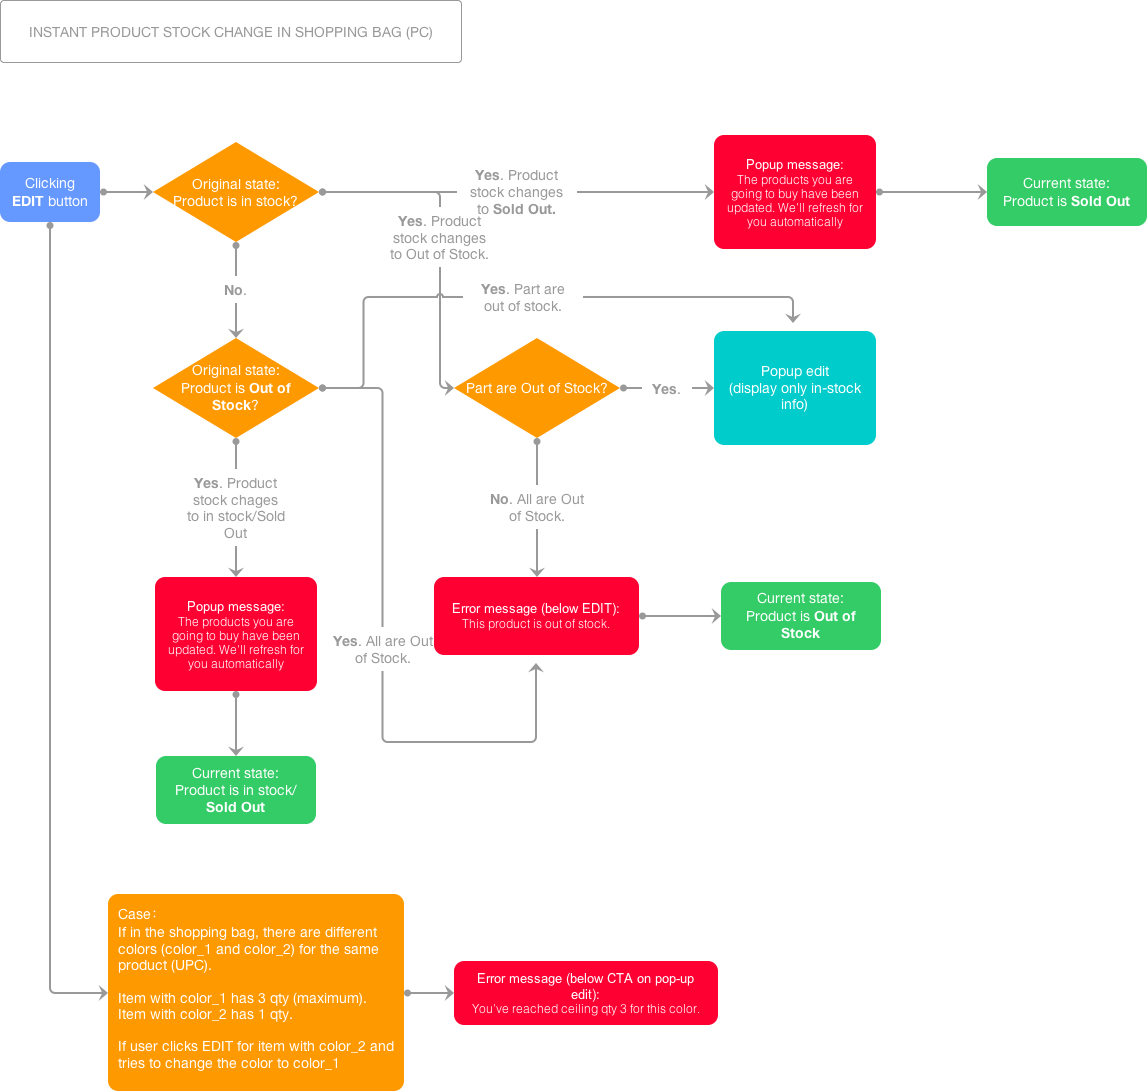 INSTANT PRODUCT STOCK CHANGE IN SHOPPING BAG (PC)
Clicking
EDIT button
Original state:
Product is in stock?
Yes. Product
stock changes
to Sold Out.
Popup message:
The products you are
going to buy have been
updated. We'll refresh for
you automatically
Current state:
Product is Sold Out
Yes. Product
stock changes
to Out of Stock.
No.
Yes. Part are
out of stock.
Original state:
Product is Out of
Stock?
Part are Out of Stock?
Yes.
Popup edit
(display only in-stock
info)
Yes. Product
stock chages
to in stock/Sold
Out
No. All are Out
of Stock.
Popup message:
The products you are
going to buy have been
updated. We'll refresh for
you automatically
Yes. All are Out
of Stock.
Error message (below EDIT):
This product is out of stock.
Current state:
Product is Out of
Stock
Current state:
Product is in stock/
Sold Out
Case：
If in the shopping bag, there are different
colors (color_1 and color_2) for the same
product (UPC).
Item with color_1 has 3 qty (maximum).
Item with color_2 has 1 qty.
If user clicks EDIT for item with color_2 and
tries to change the color to color_1
Error message (below CTA on pop-up
edit):
You've reached ceiling qty 3 for this color.